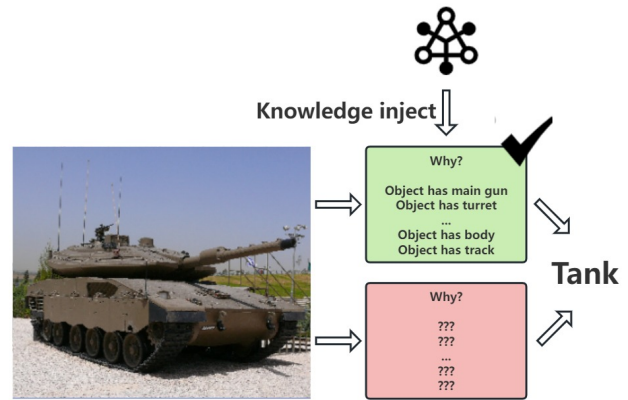 Knowledge inject
Why?
Object has main gun
Object has turret
...
Object has body
Object has track
Tank
Why?
???
???
...
???
???